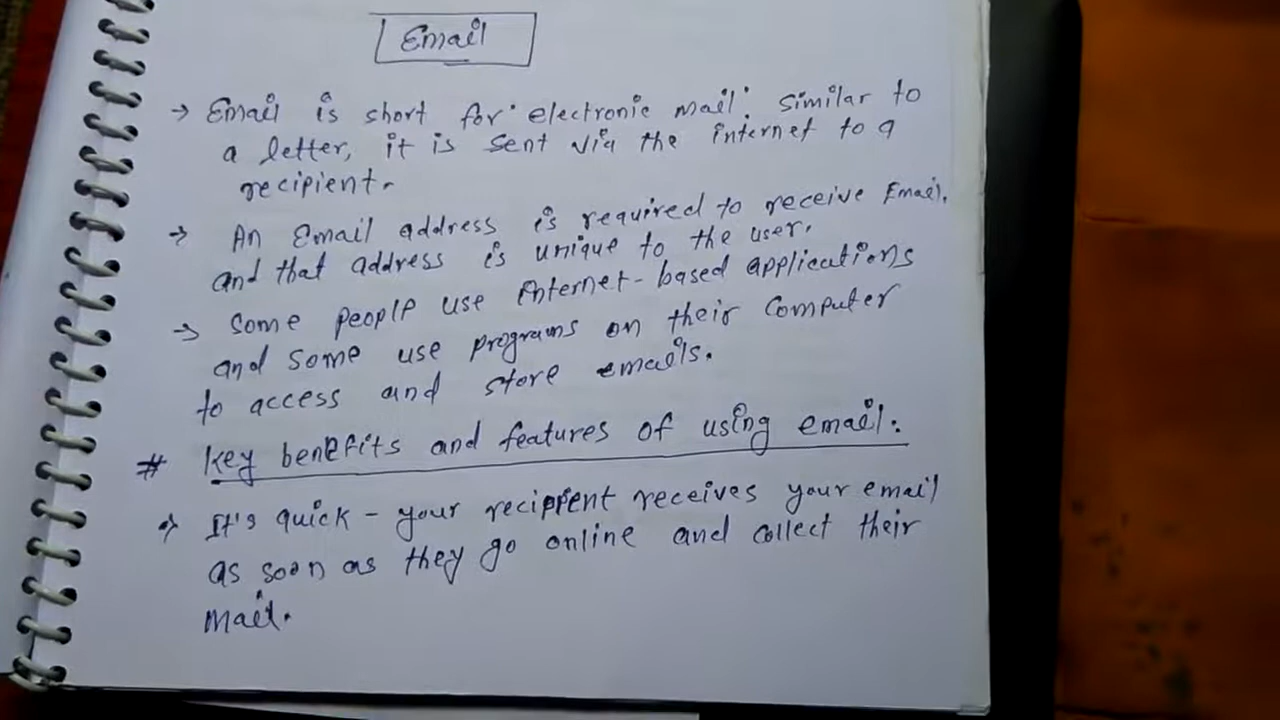 Email
→ Email is short for 'electronic mail'. Similar to
a letter, it is sent via the internet to a
recipient.
→ An Email address is required to receive Email,
and that address is unique to the user.
→ Some people use internet-based applications
and some use programs on their computer
to access and store emails.
# Key benefits and features of using email:
→ It's quick - your recipient receives your email
as soon as they go online and collect their
mail.